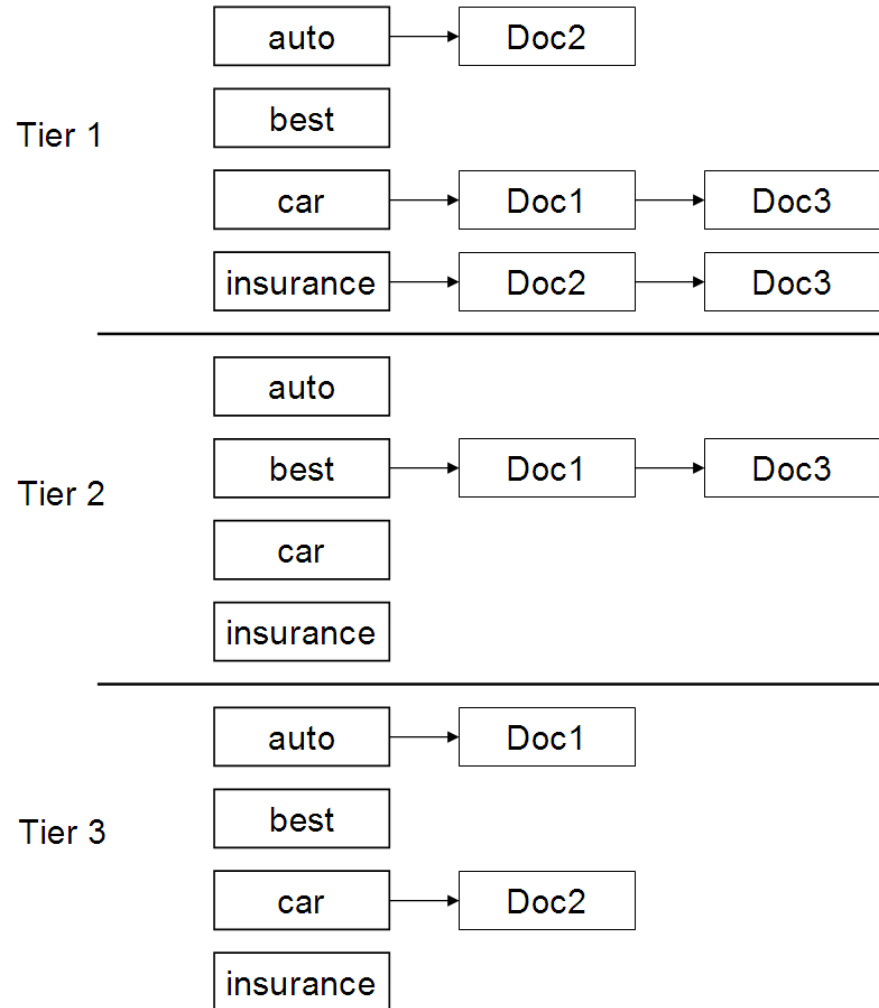 auto Doc2
Tier 1
best
car Doc1 Doc3
insurance Doc2 Doc3
auto
Tier 2
best Doc1 Doc3
car
insurance
auto Doc1
Tier 3
best
car Doc2
insurance